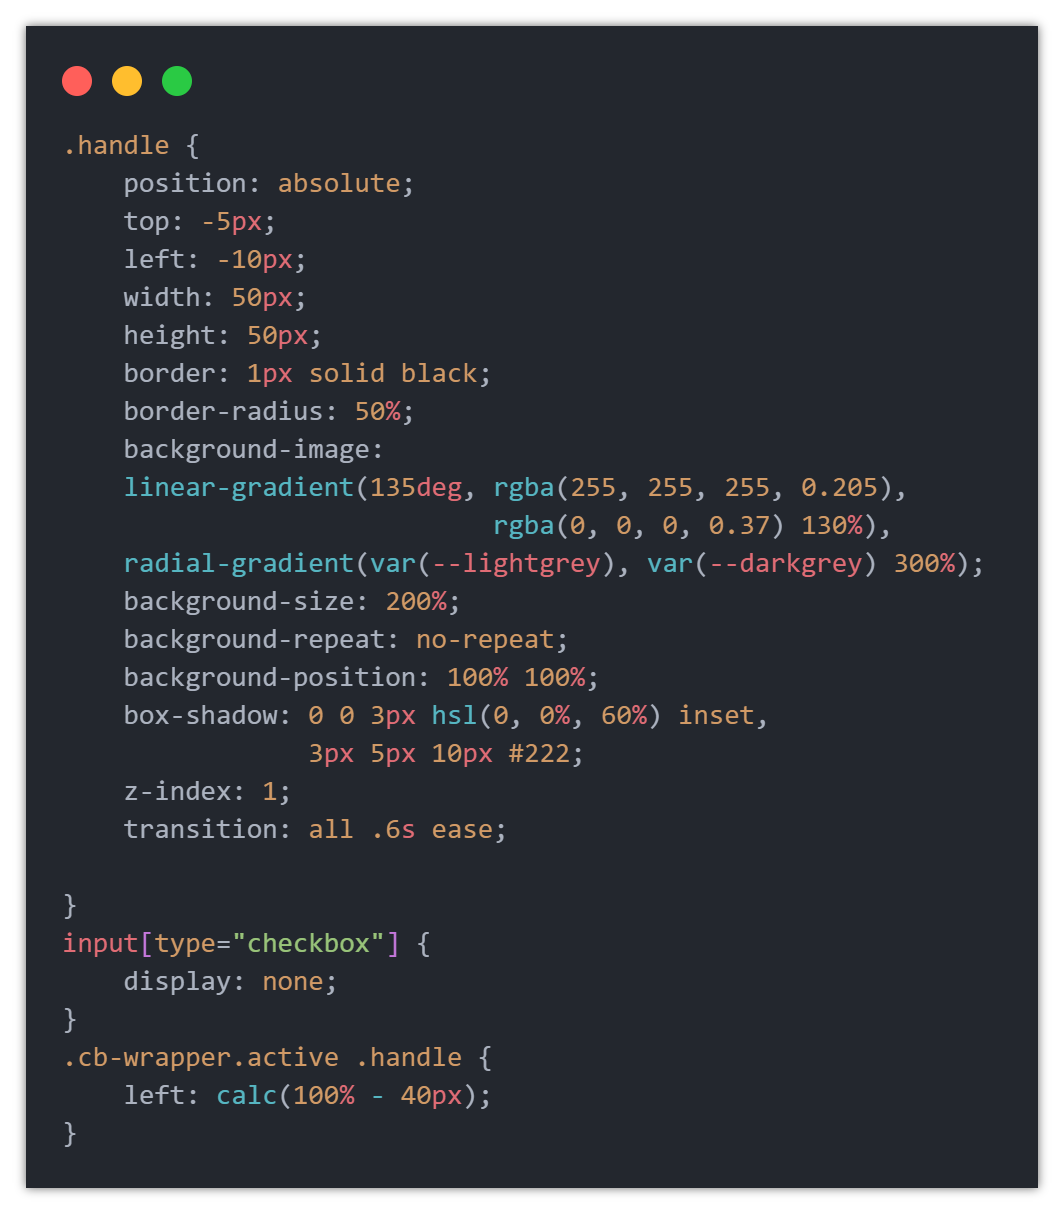 .handle {
    position: absolute;
    top: -5px;
    left: -10px;
    width: 50px;
    height: 50px;
    border: 1px solid black;
    border-radius: 50%;
    background-image:
    linear-gradient(135deg, rgba(255, 255, 255, 0.205),
                            rgba(0, 0, 0, 0.37) 130%),
    radial-gradient(var(--lightgrey), var(--darkgrey) 300%);
    background-size: 200%;
    background-repeat: no-repeat;
    background-position: 100% 100%;
    box-shadow: 0 0 3px hsl(0, 0%, 60%) inset,
                3px 5px 10px #222;
    z-index: 1;
    transition: all .6s ease;

}
input[type="checkbox"] {
    display: none;
}
.cb-wrapper.active .handle {
    left: calc(100% - 40px);
}